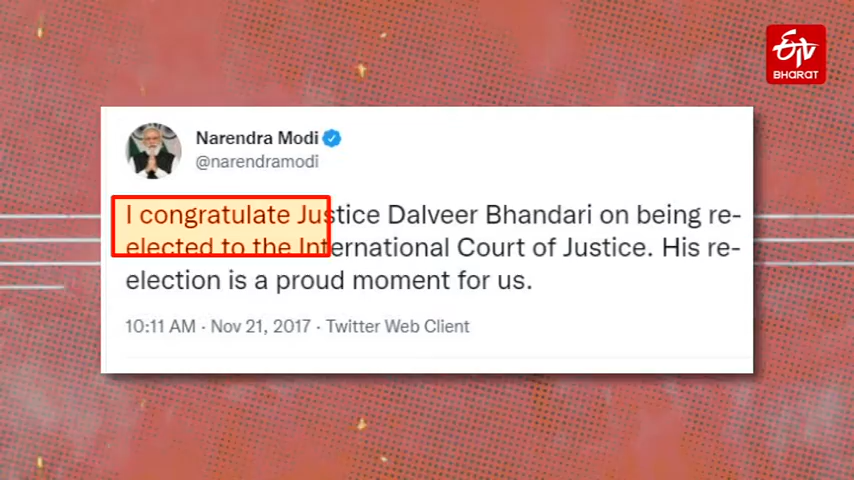 ETV
BHARAT
Narendra Modi
@narendramodi
I congratulate Justice Dalveer Bhandari on being re-
elected to the International Court of Justice. His re-
election is a proud moment for us.
10:11 AM · Nov 21, 2017 · Twitter Web Client